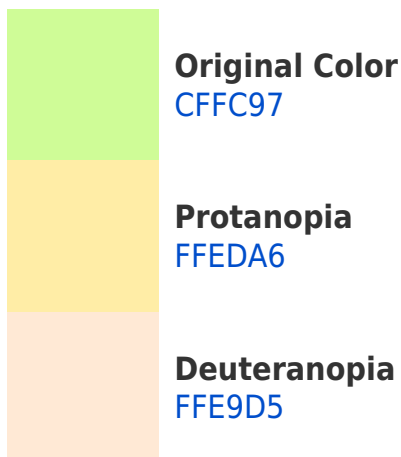 Original Color
CFFC97
Protanopia
FFEDA6
Deuteranopia
FFE9D5